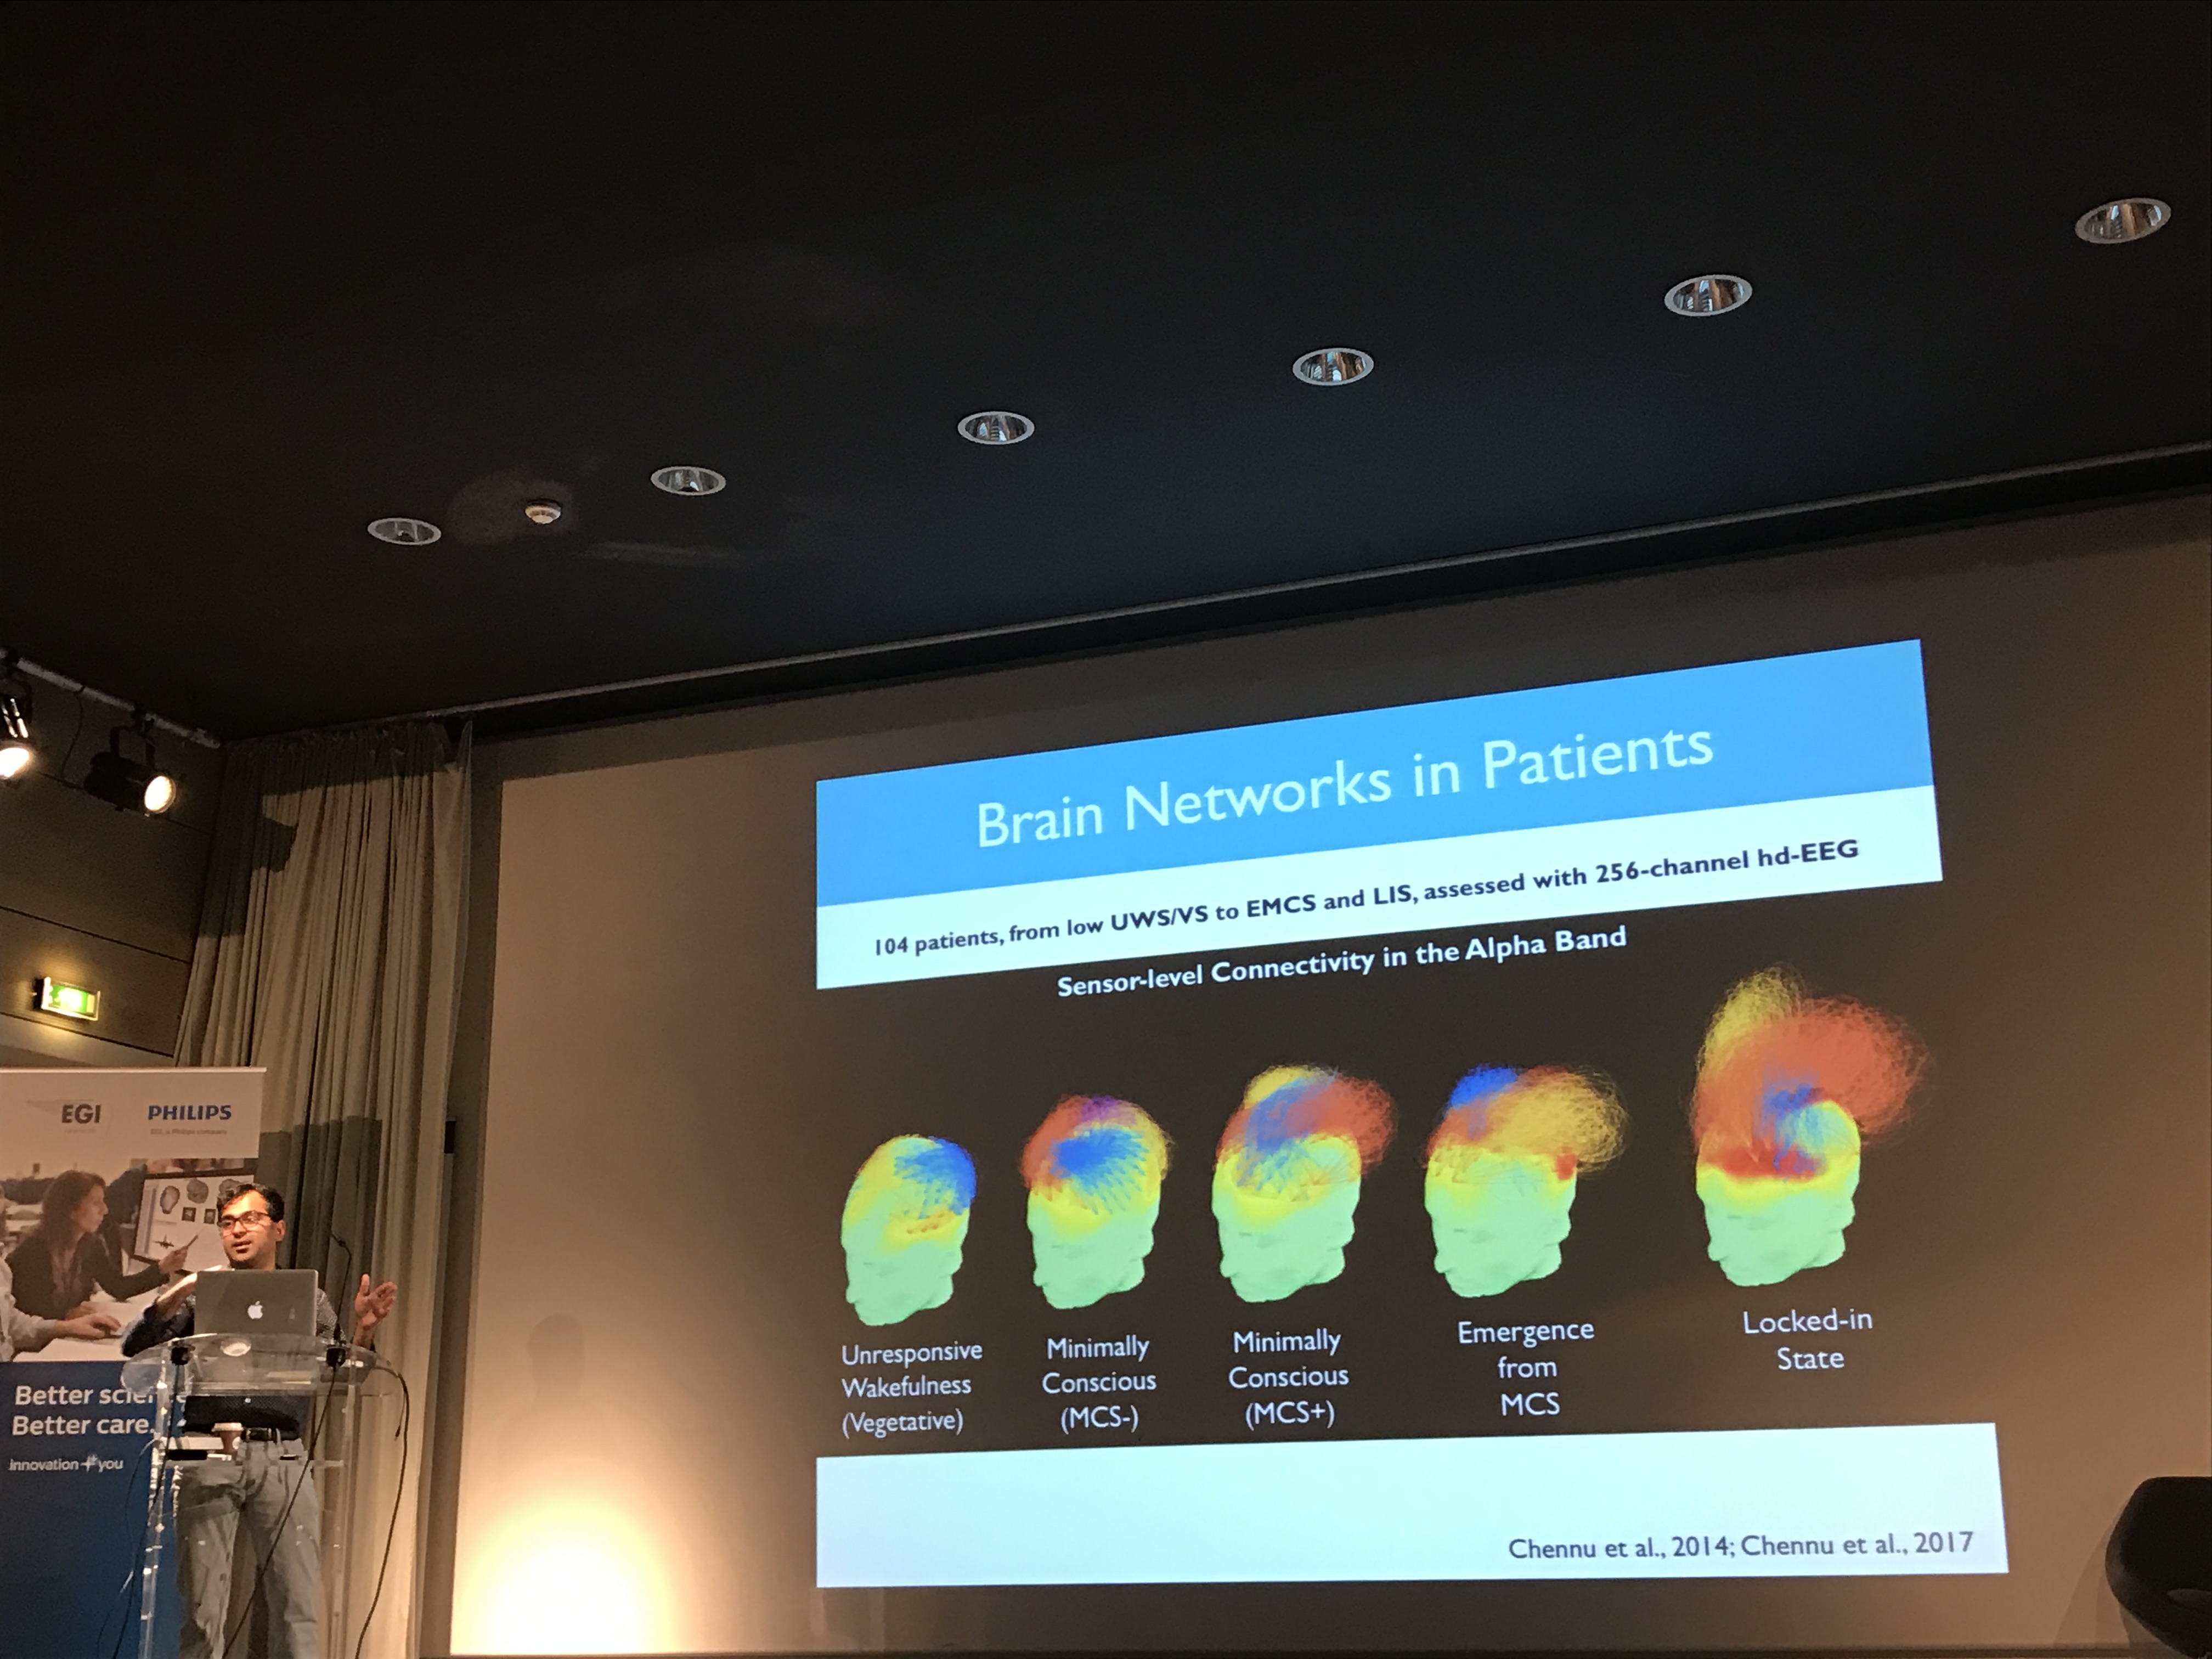 Brain Networks in Patients
104 patients, from low UWS/VS to EMCS and LIS, assessed with 256-channel hd-EEG
Sensor-level Connectivity in the Alpha Band
Unresponsive
Wakefulness
(Vegetative)
Minimally
Conscious
(MCS-)
Minimally
Conscious
(MCS+)
Emergence
from
MCS
Locked-in
State
Chennu et al., 2014; Chennu et al., 2017
EGI
PHILIPS
Better
Better care.
innovation+you